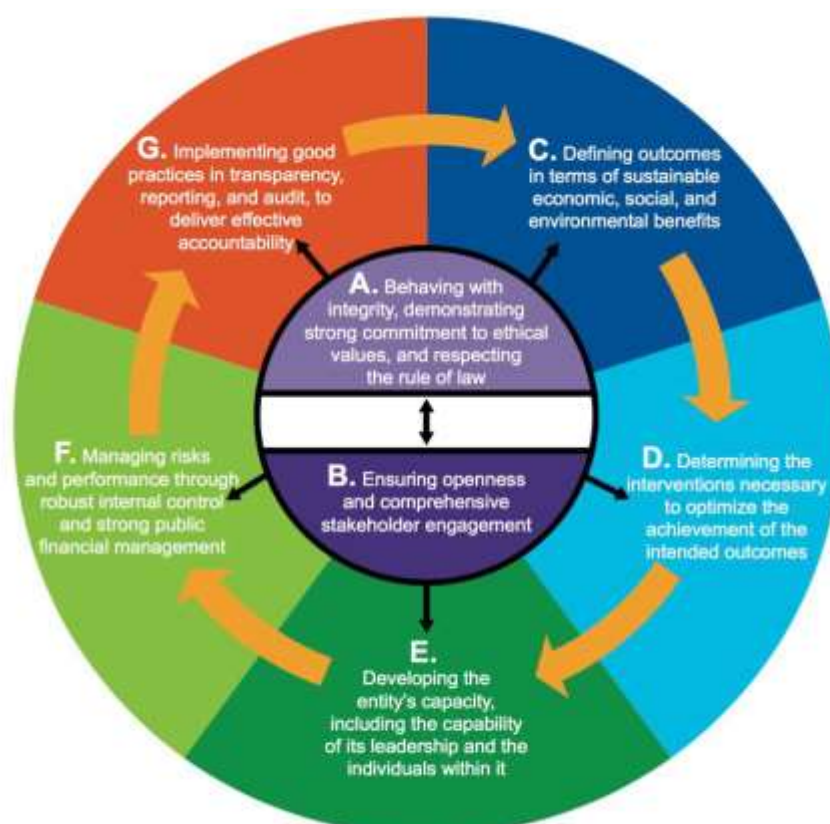 G. Implementing good
practices in transparency,
reporting, and audit, to
deliver effective
accountability
C. Defining outcomes
in terms of sustainable
economic, social, and
environmental benefits
A. Behaving with
integrity, demonstrating
strong commitment to ethical
values, and respecting
the rule of law
B. Ensuring openness
and comprehensive
stakeholder engagement
F. Managing risks
and performance through
robust internal control
and strong public
financial management
D. Determining the
interventions necessary
to optimize the
achievement of the
intended outcomes
E.
Developing the
entity's capacity,
including the capability
of its leadership and the
individuals within it